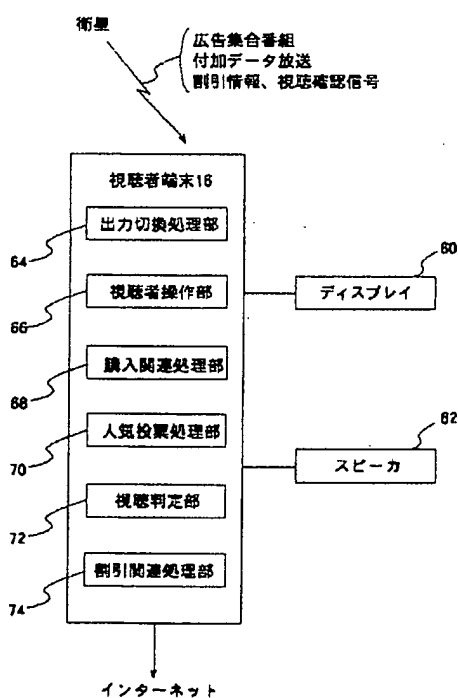 衛星
広告集合番組
付加データ放送
割引情報、視聴確認信号
視聴者端末16
出力切換処理部
64
視聴者操作部
66
購入関連処理部
68
人気投票処理部
70
視聴判定部
72
割引関連処理部
74
60
ディスプレイ
62
スピーカ
インターネット